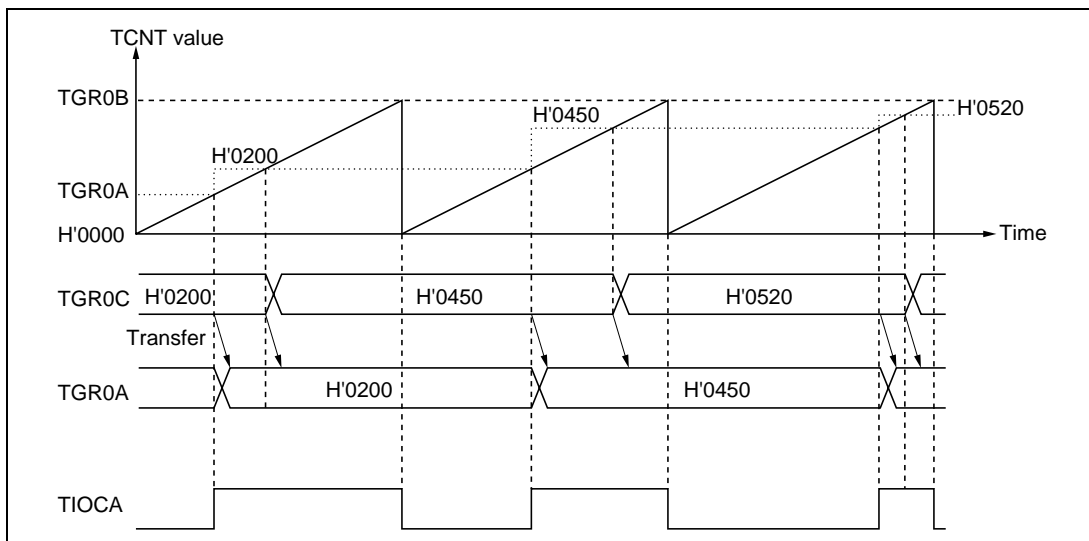 TCNT value
TGR0B
H'0520
H'0450
H'0200
TGR0A
H'0000
Time
TGR0C
H'0200
H'0450
H'0520
Transfer
TGR0A
H'0200
H'0450
TIOCA